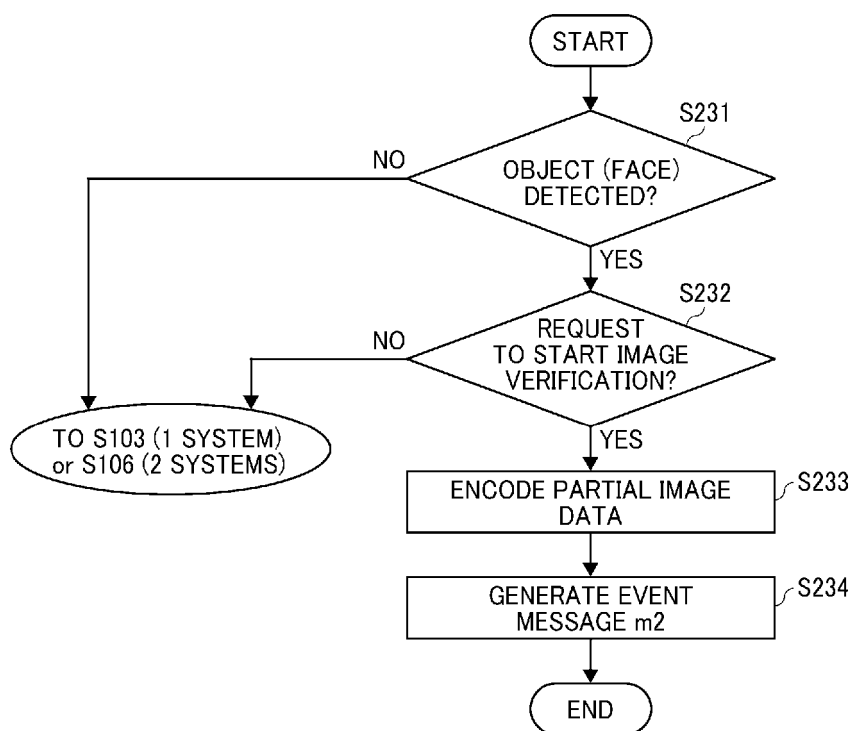 START
S231
NO
OBJECT (FACE)
DETECTED?
YES
S232
NO
REQUEST
TO START IMAGE
VERIFICATION?
YES
TO S103 (1 SYSTEM)
or S106 (2 SYSTEMS)
S233
ENCODE PARTIAL IMAGE
DATA
S234
GENERATE EVENT
MESSAGE m2
END